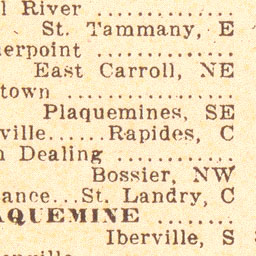 l River ..............
St. Tammany, E
erpoint ..............
East Carroll, NE
town .................
Plaquemines, SE
ville......Rapides, C
n Dealing ............
Bossier, NW
ance...St. Landry, C
AQUEMINE ........
Iberville, S